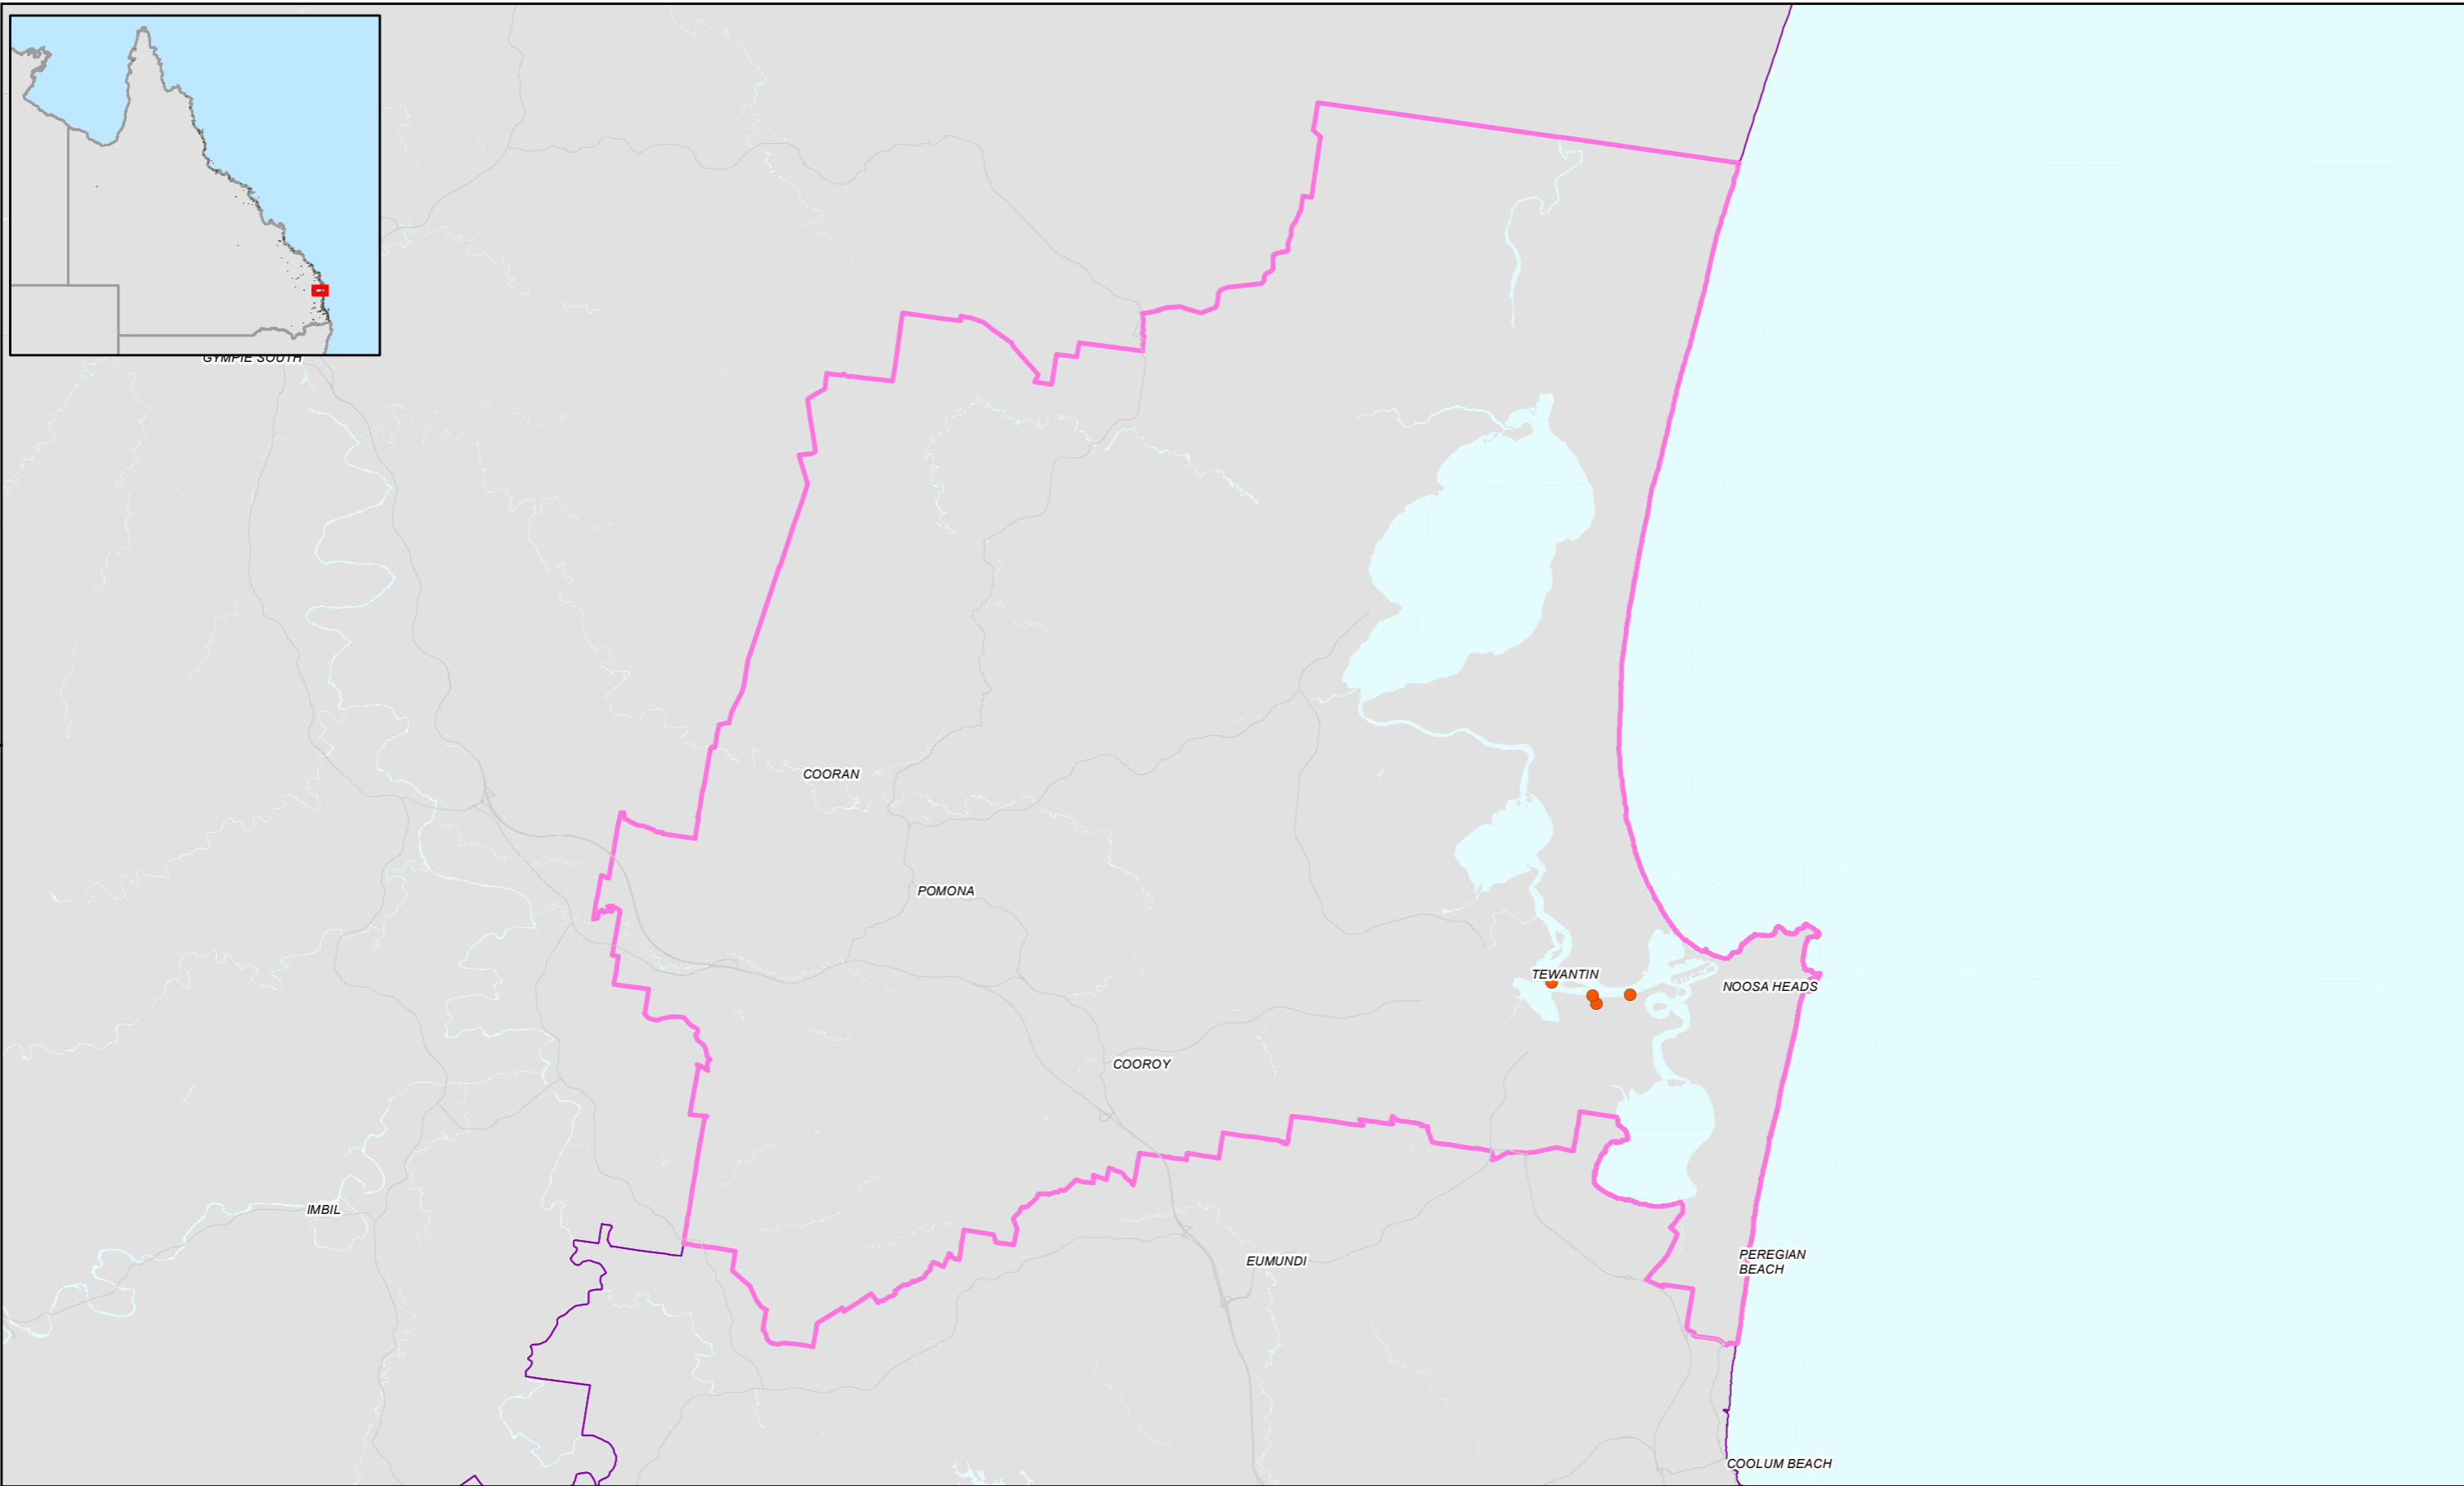 GYMPIE SOUTH
COORAN
POMONA
TEWANTIN
NOOSA HEADS
COOROY
IMBIL
EUMUNDI
PEREGIAN
BEACH
COOLUM BEACH